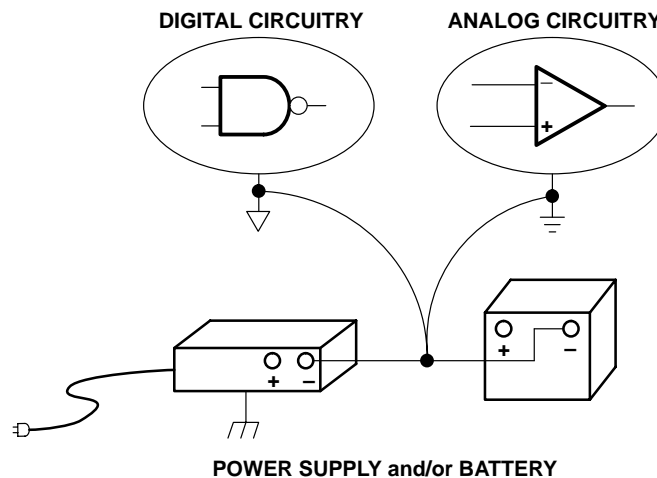 DIGITAL CIRCUITRY
ANALOG CIRCUITRY
−
+
+ −
+ −
POWER SUPPLY and/or BATTERY